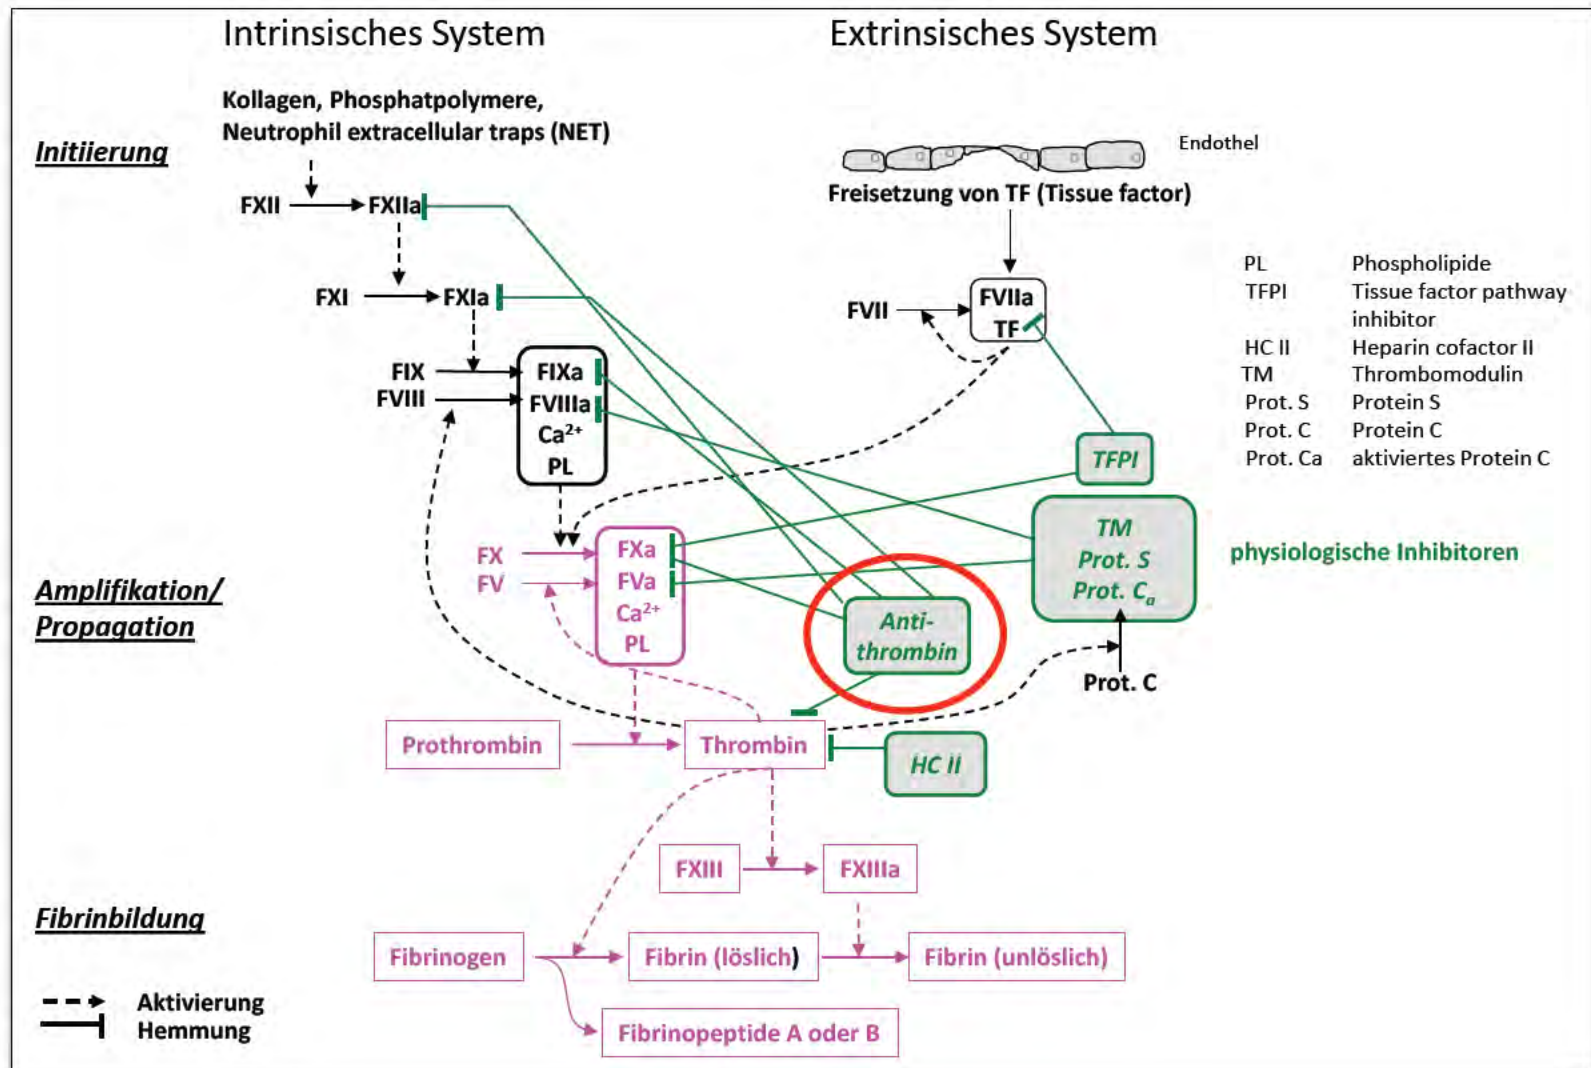 Intrinsisches System
Extrinsisches System
Kollagen, Phosphatpolymere,
Neutrophil extracellular traps (NET)
Initiierung
Endothel
Freisetzung von TF (Tissue factor)
FXII
FXIIa
FXI
FXIa
FVII
FVIIa
TF
PL Phospholipide
TFPI Tissue factor pathway
inhibitor
HC II Heparin cofactor II
TM Thrombomodulin
Prot. S Protein S
Prot. C Protein C
Prot. Ca aktiviertes Protein C
FIX
FIXa
FVIII
FVIIIa
Ca²⁺
PL
TFPI
TM
Prot. S
Prot. Cₐ
physiologische Inhibitoren
FX
FXa
FV
FVa
Ca²⁺
PL
Amplifikation/
Propagation
Anti-
thrombin
Prot. C
Prothrombin
Thrombin
HC II
FXIII
FXIIIa
Fibrinbildung
Fibrinogen
Fibrin (löslich)
Fibrin (unlöslich)
Fibrinopeptide A oder B
Aktivierung
Hemmung